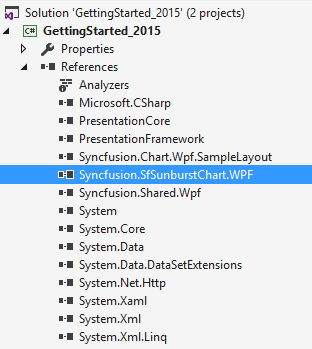 Solution 'GettingStarted_2015' (2 projects)
C# GettingStarted_2015
Properties
References
Analyzers
Microsoft.CSharp
PresentationCore
PresentationFramework
Syncfusion.Chart.Wpf.SampleLayout
Syncfusion.SfSunburstChart.WPF
Syncfusion.Shared.Wpf
System
System.Core
System.Data
System.Data.DataSetExtensions
System.Net.Http
System.Xaml
System.Xml
System.Xml.Linq